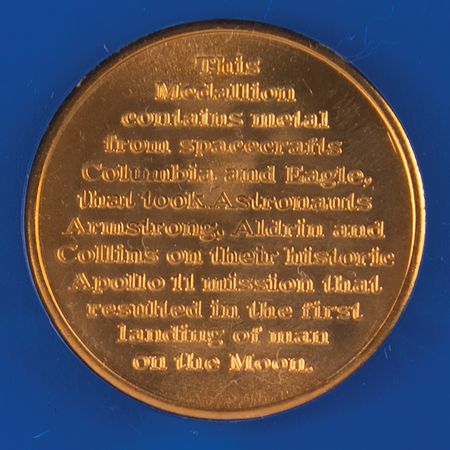 This
Medallion
contains metal
from spacecrafts
Columbia and Eagle,
that took Astronauts
Armstrong, Aldrin and
Collins on their historic
Apollo 11 mission that
resulted in the first
landing of man
on the Moon.